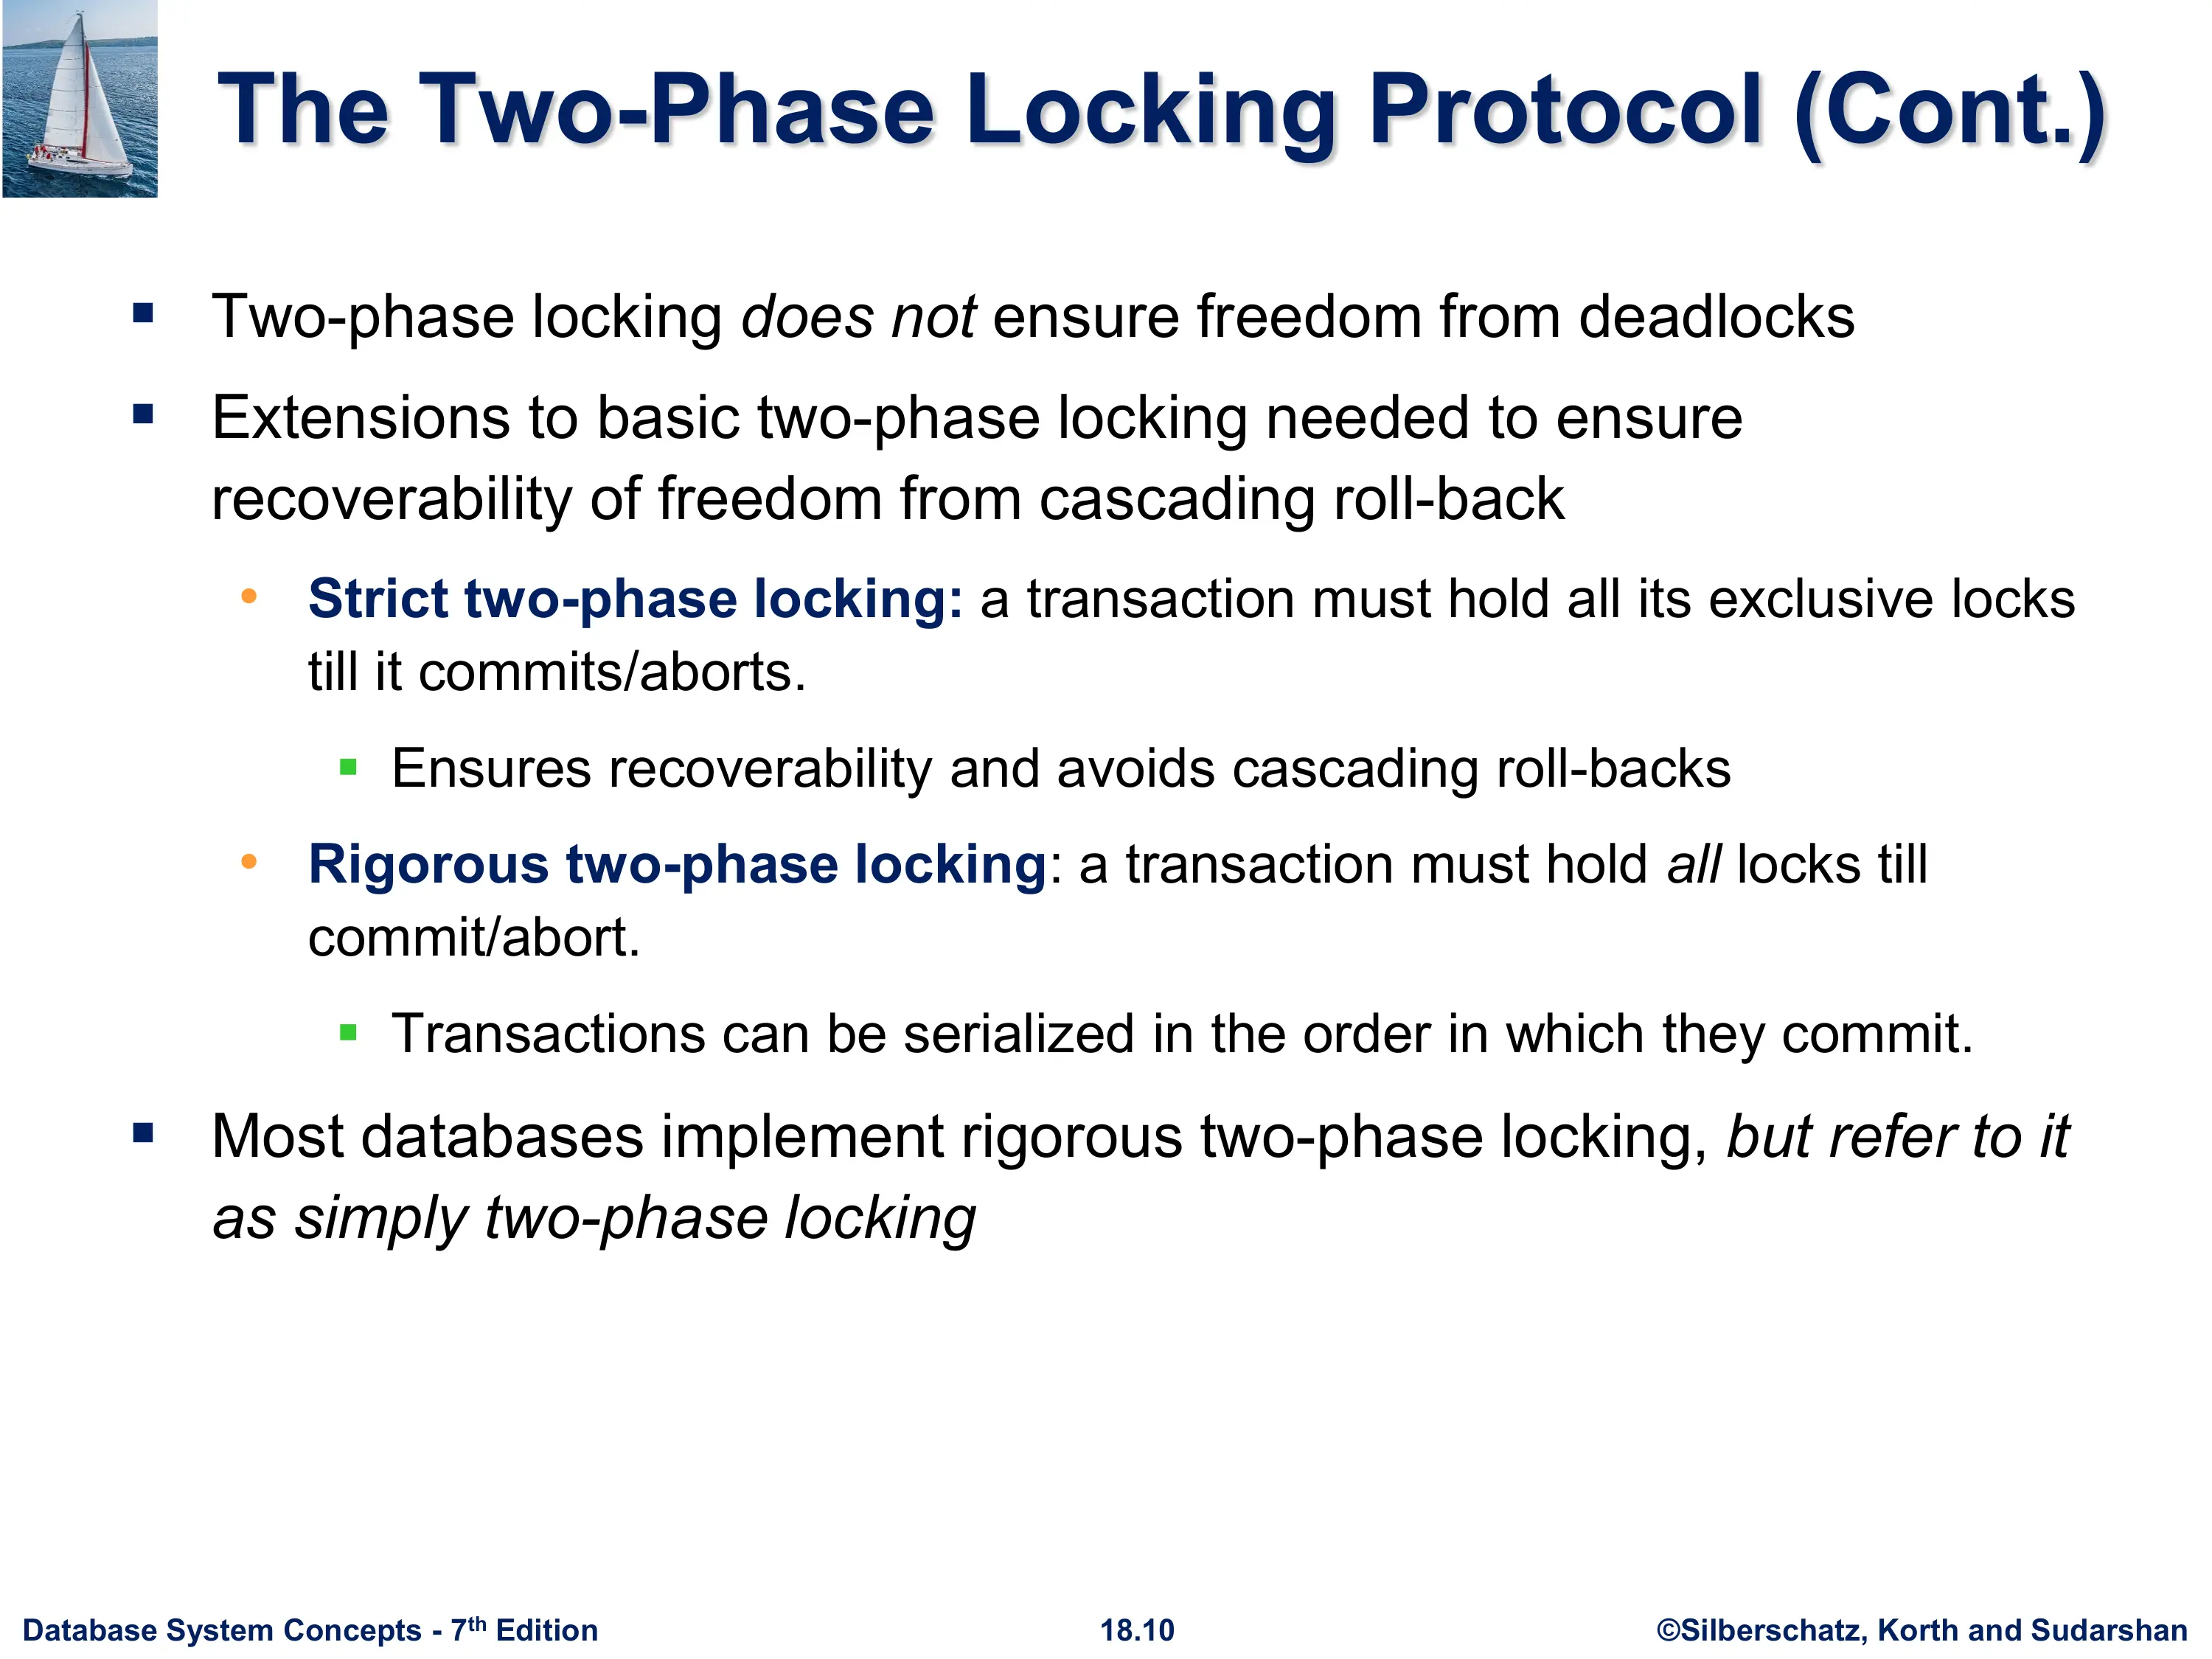 The Two-Phase Locking Protocol (Cont.)
Two-phase locking does not ensure freedom from deadlocks
Extensions to basic two-phase locking needed to ensure
recoverability of freedom from cascading roll-back
Strict two-phase locking: a transaction must hold all its exclusive locks
till it commits/aborts.
Ensures recoverability and avoids cascading roll-backs
Rigorous two-phase locking: a transaction must hold all locks till
commit/abort.
Transactions can be serialized in the order in which they commit.
Most databases implement rigorous two-phase locking, but refer to it
as simply two-phase locking
Database System Concepts - 7th Edition
18.10
©Silberschatz, Korth and Sudarshan